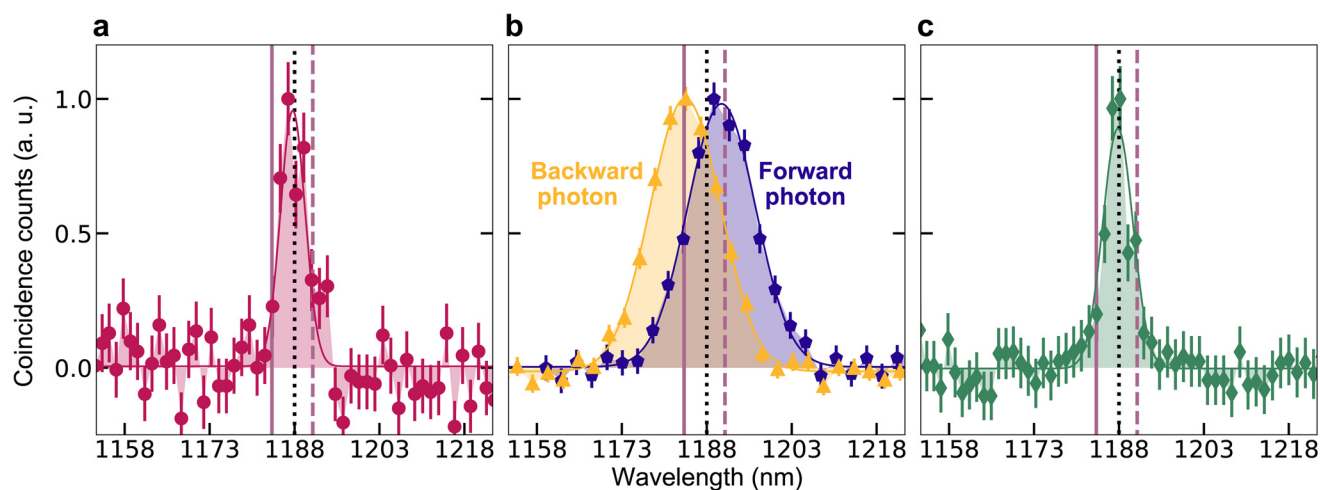 a
b
c
Coincidence counts (a. u.)
1.0
0.5
0.0
Backward
photon
Forward
photon
1158 1173 1188 1203 1218
1158 1173 1188 1203 1218
1158 1173 1188 1203 1218
Wavelength (nm)